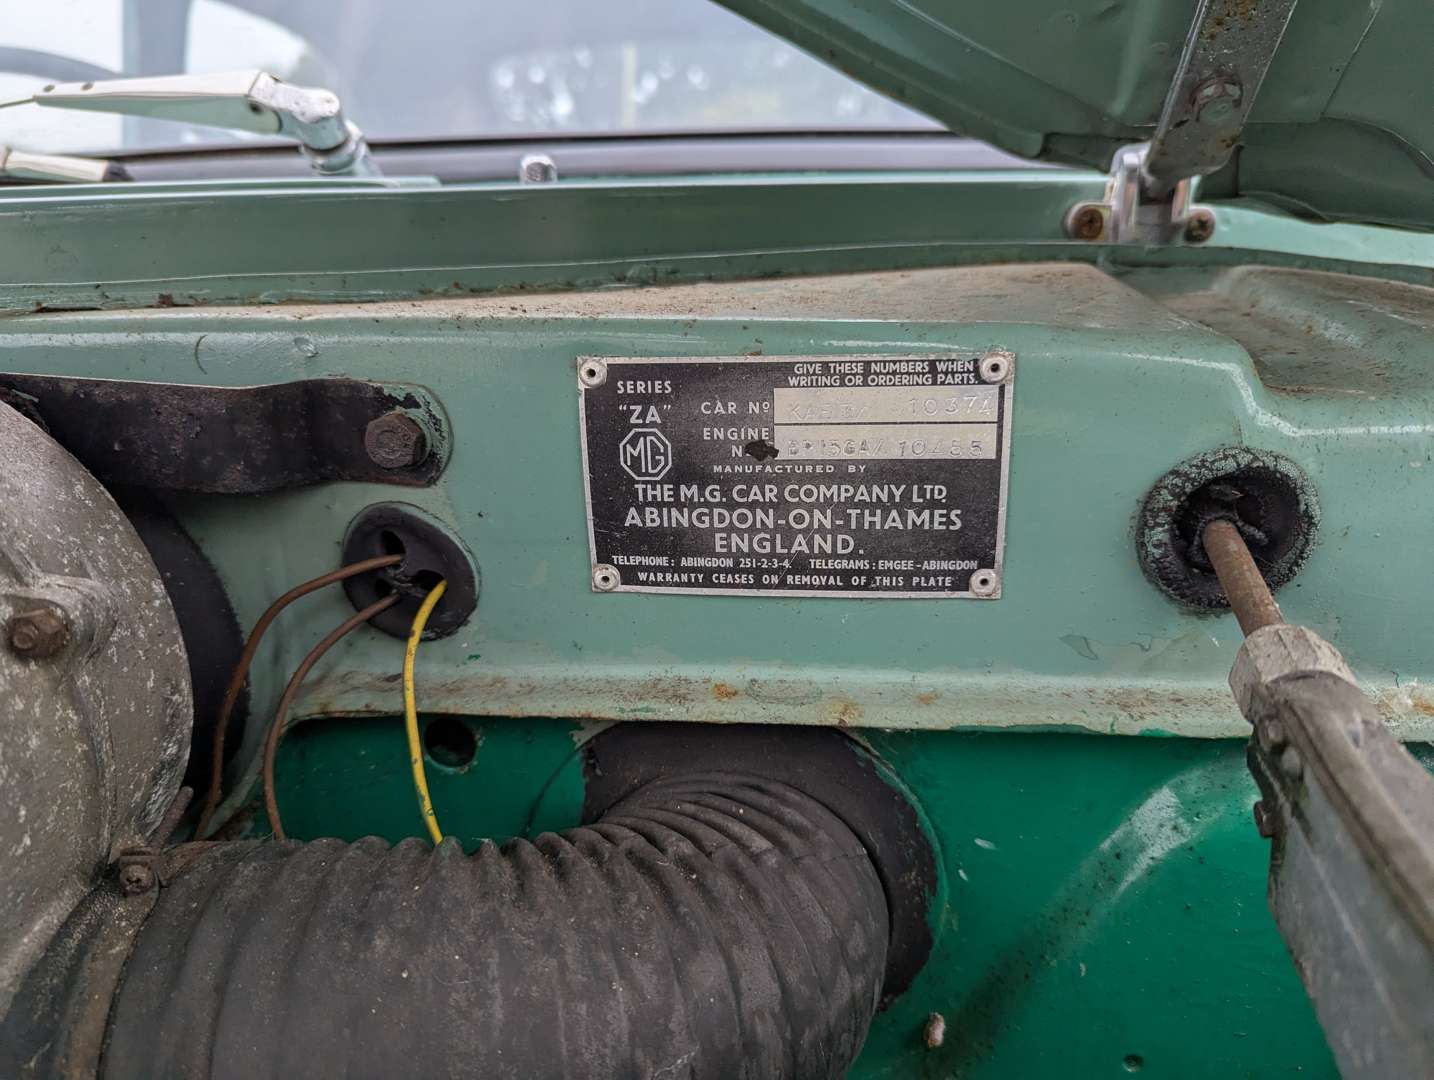 GIVE THESE NUMBERS WHEN
WRITING OR ORDERING PARTS.
SERIES
"ZA"
CAR Nº 10374
ENGINE
MG
MANUFACTURED BY
THE M.G. CAR COMPANY LTD
ABINGDON-ON-THAMES
ENGLAND.
TELEPHONE: ABINGDON 251-2-3-4. TELEGRAMS: EMGEE-ABINGDON
WARRANTY CEASES ON REMOVAL OF THIS PLATE